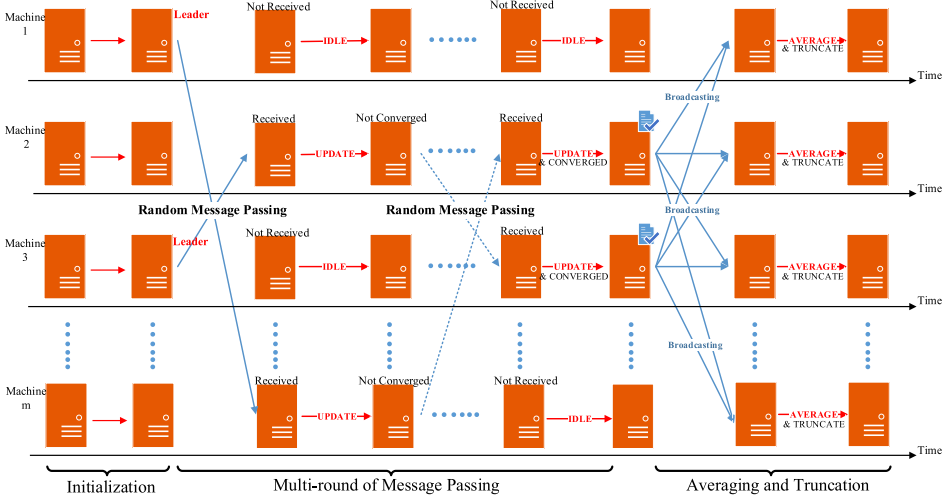 Machine
1
Leader
Not Received
IDLE
Not Received
IDLE
AVERAGE
& TRUNCATE
Time
Broadcasting
Machine
2
Received
UPDATE
Not Converged
Received
UPDATE
& CONVERGED
AVERAGE
& TRUNCATE
Time
Random Message Passing
Random Message Passing
Broadcasting
Machine
3
Leader
Not Received
IDLE
Received
UPDATE
& CONVERGED
AVERAGE
& TRUNCATE
Time
Broadcasting
Machine
m
Received
UPDATE
Not Converged
Not Received
IDLE
AVERAGE
& TRUNCATE
Time
Initialization
Multi-round of Message Passing
Averaging and Truncation